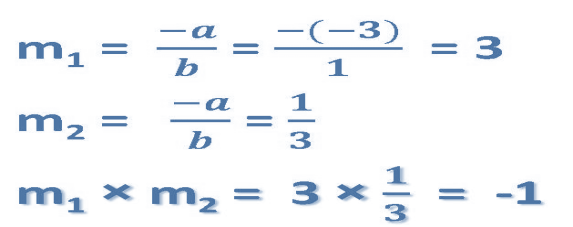 m₁ = −a/b = −(−3)/1 = 3
m₂ = −a/b = 1/3
m₁ × m₂ = 3 × 1/3 = -1